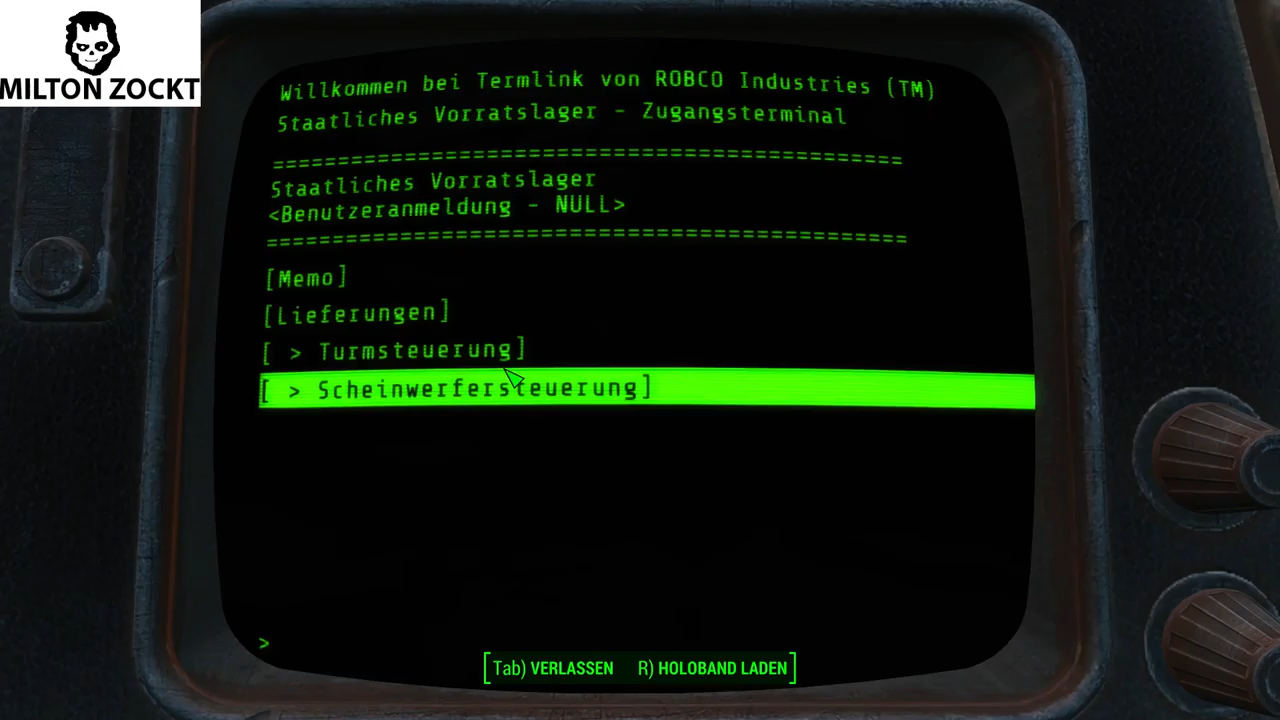 MILTON ZOCKT
Willkommen bei Termlink von ROBCO Industries (TM)
Staatliches Vorratslager - Zugangsterminal
=================================================
Staatliches Vorratslager
<Benutzeranmeldung - NULL>
=================================================
[Memo]
[Lieferungen]
[ > Turmsteuerung]
[ > Scheinwerfersteuerung]
>
[Tab) VERLASSEN R) HOLOBAND LADEN]